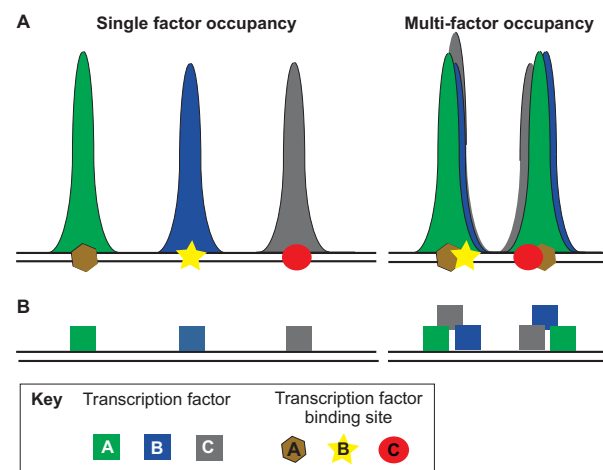 A Single factor occupancy Multi-factor occupancy
B
Key Transcription factor Transcription factor
binding site
A B C A B C